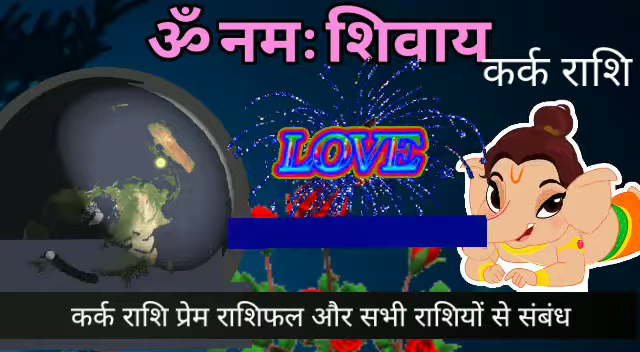 ॐ नमः शिवाय
कर्क राशि
LOVE
कर्क राशि प्रेम राशिफल और सभी राशियों से संबंध